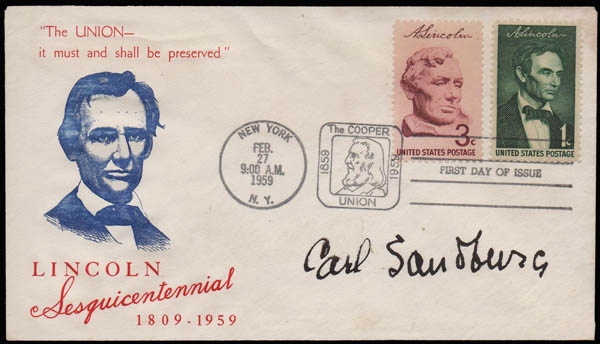 "The UNION—
it must and shall be preserved"
LINCOLN
Sesquicentennial
1809-1959
NEW YORK
FEB.
27
9:00 A.M.
1959
N.Y.
The COOPER
1859
1959
UNION
A. Lincoln
3c
UNITED STATES POSTAGE
A. Lincoln
1c
UNITED STATES POSTAGE
FIRST DAY OF ISSUE
Carl Sandburg